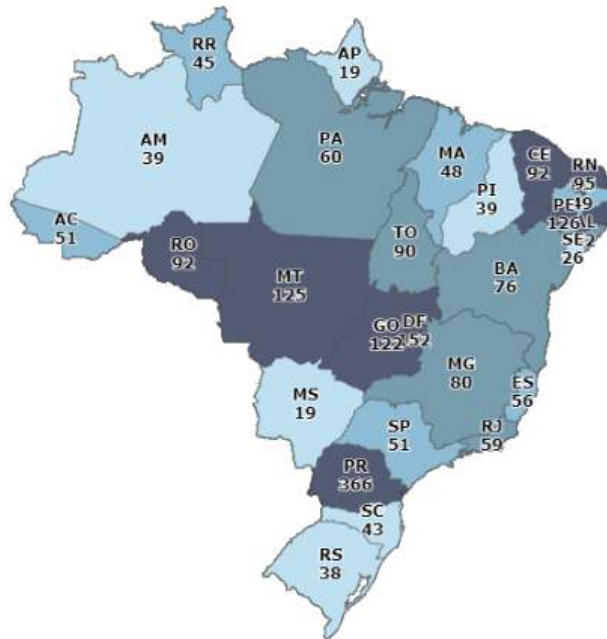 RR
45
AP
19
AM
39
PA
60
MA
48
CE
92
RN
95
PI
39
PE
126
AC
51
TO
90
SE
26
RO
92
MT
125
BA
76
GO
122
DF
152
MG
80
ES
56
MS
19
SP
51
RJ
59
PR
366
SC
43
RS
38